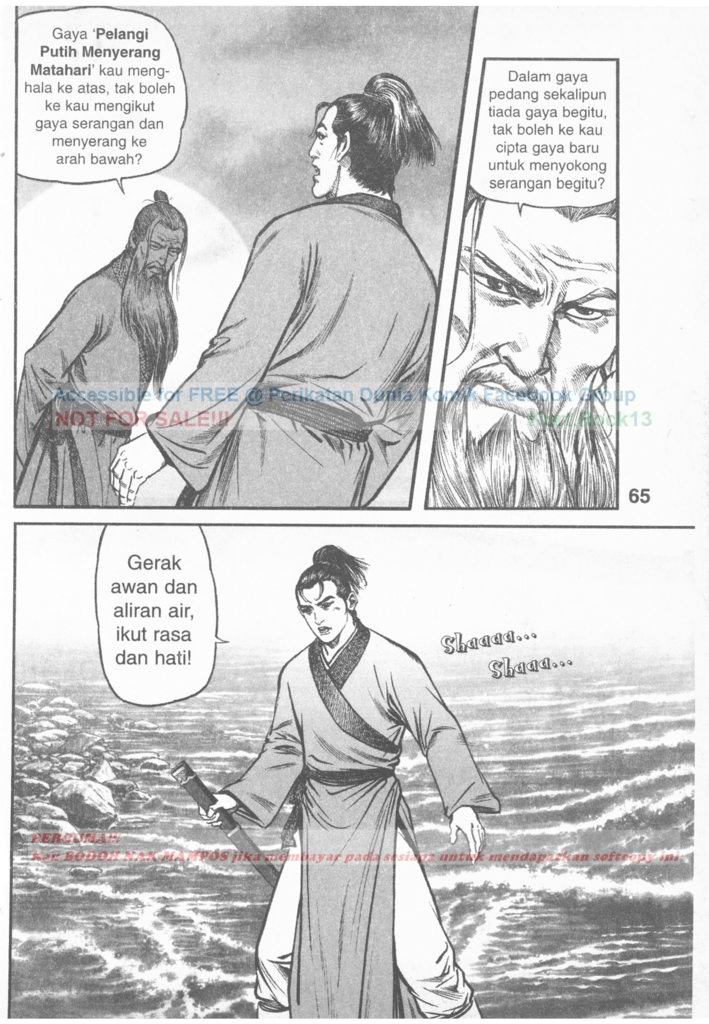 Gaya ‘Pelangi
Putih Menyerang
Matahari’ kau meng-
hala ke atas, tak boleh
ke kau mengikut
gaya serangan dan
menyerang ke
arah bawah?
Dalam gaya
pedang sekalipun
tiada gaya begitu,
tak boleh ke kau
cipta gaya baru
untuk menyokong
serangan begitu?
Accessible for FREE @ Perikatan Dunia Komik Facebook Group
NOT FOR SALE!!!
65
Gerak
awan dan
aliran air,
ikut rasa
dan hati!
Shaaaa...
Shaaa...
PERCUMA!!!
Kau BODOH NAK MAMPOS jika membayar pada sesiapa untuk mendapatkan softcopy ini